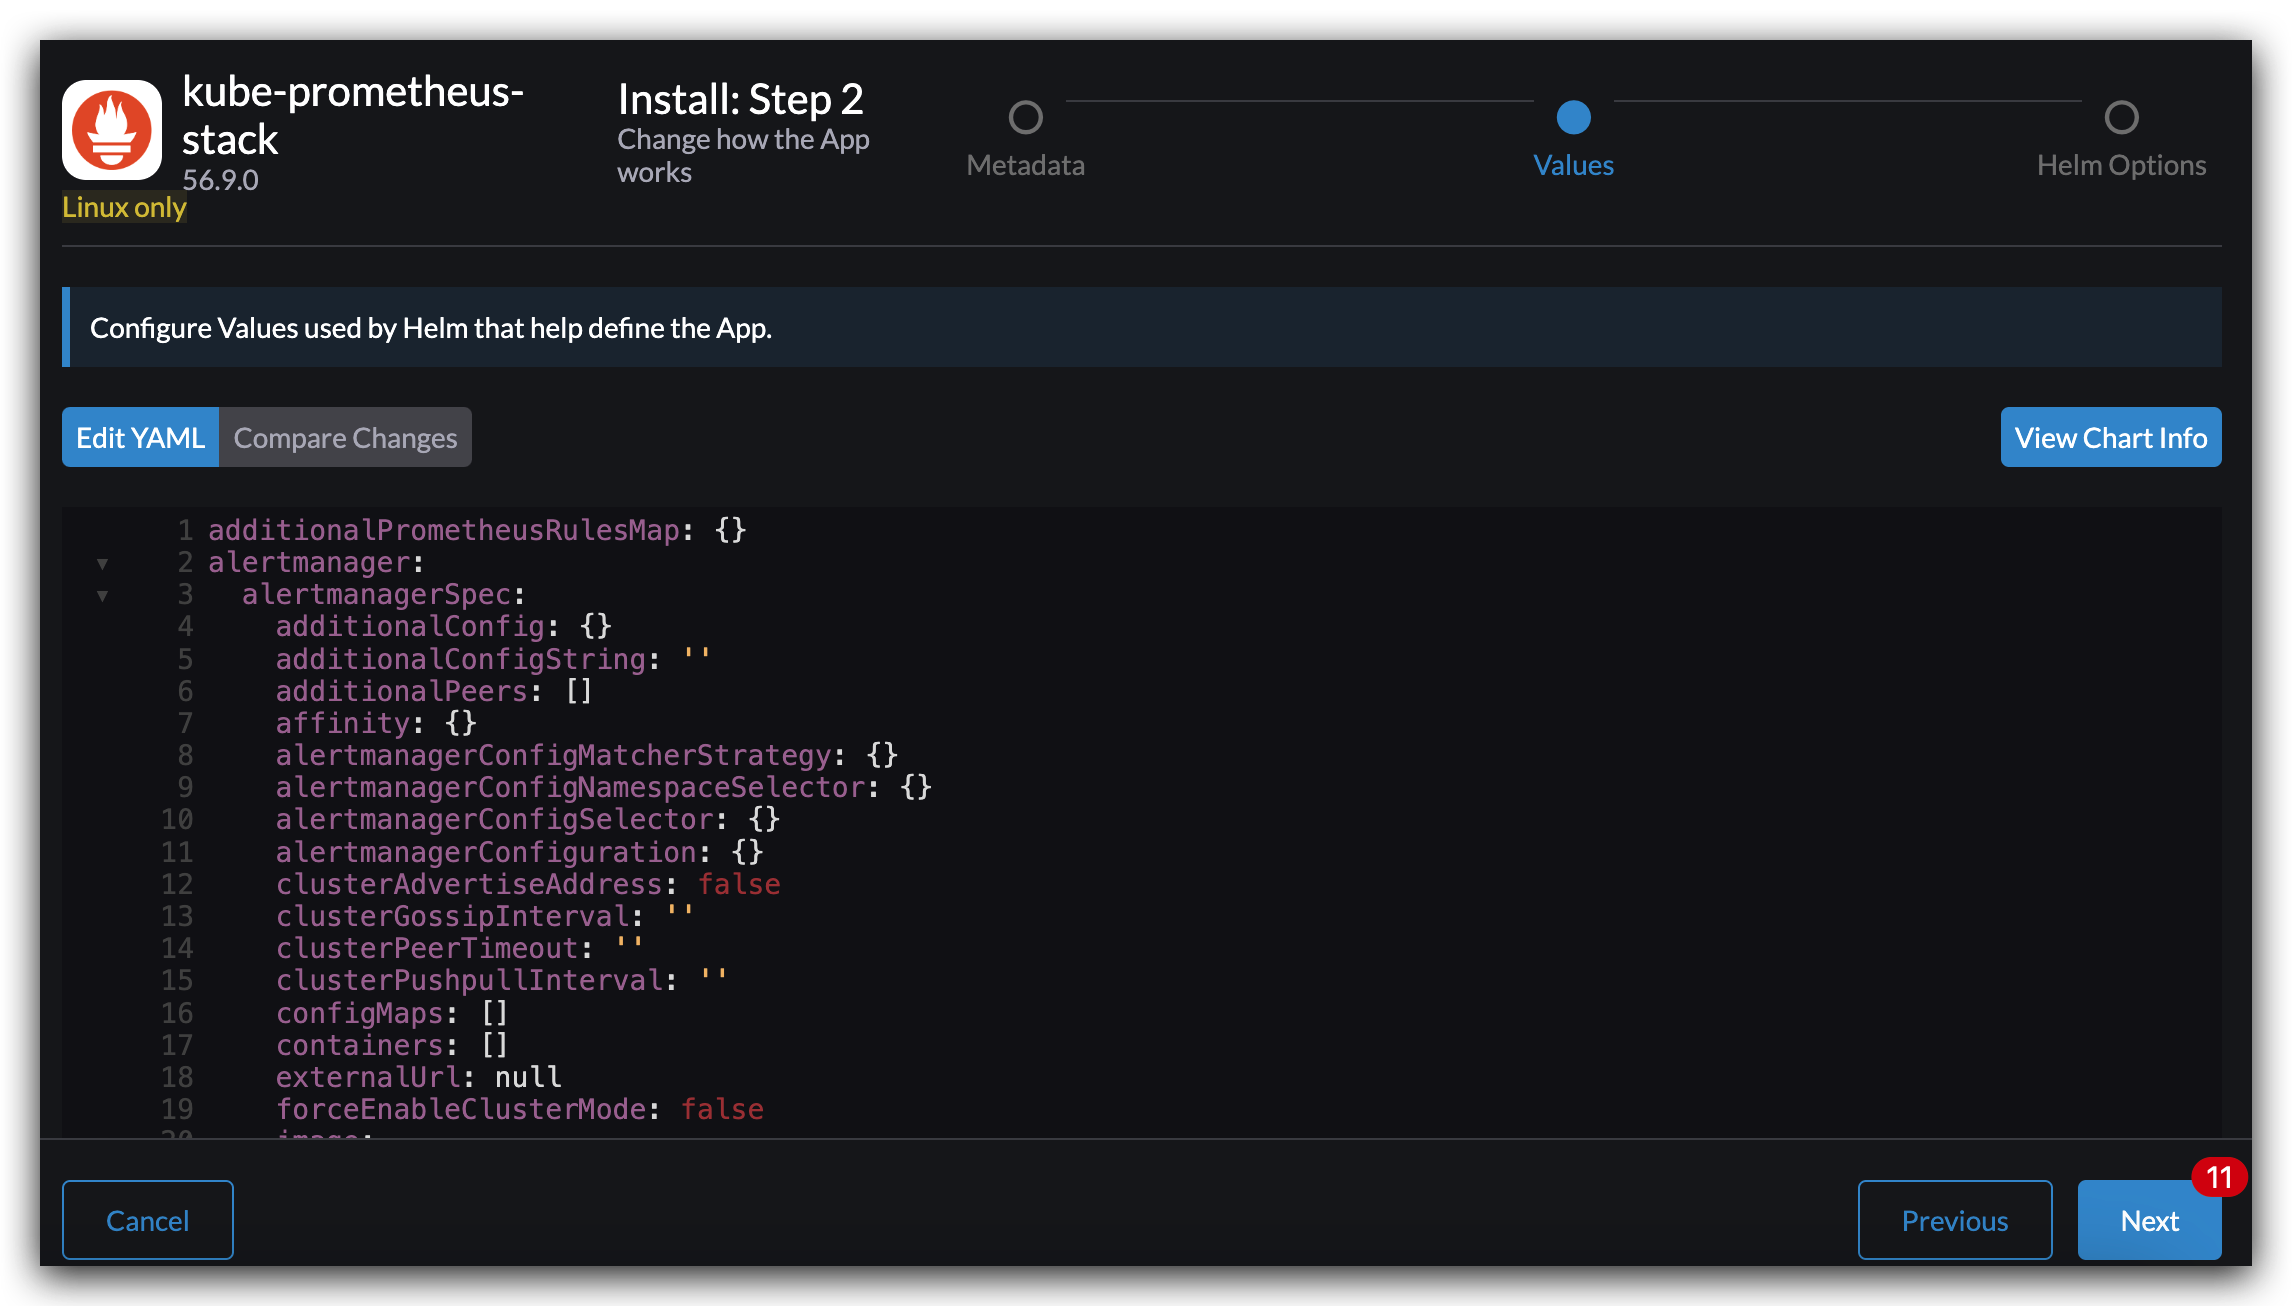 kube-prometheus-
stack
56.9.0
Linux only
Install: Step 2
Change how the App
works
Metadata
Values
Helm Options
Configure Values used by Helm that help define the App.
Edit YAML
Compare Changes
View Chart Info
1 additionalPrometheusRulesMap: {}
2 alertmanager:
3   alertmanagerSpec:
4     additionalConfig: {}
5     additionalConfigString: ''
6     additionalPeers: []
7     affinity: {}
8     alertmanagerConfigMatcherStrategy: {}
9     alertmanagerConfigNamespaceSelector: {}
10     alertmanagerConfigSelector: {}
11     alertmanagerConfiguration: {}
12     clusterAdvertiseAddress: false
13     clusterGossipInterval: ''
14     clusterPeerTimeout: ''
15     clusterPushpullInterval: ''
16     configMaps: []
17     containers: []
18     externalUrl: null
19     forceEnableClusterMode: false
20     image:
Cancel
Previous
Next
11